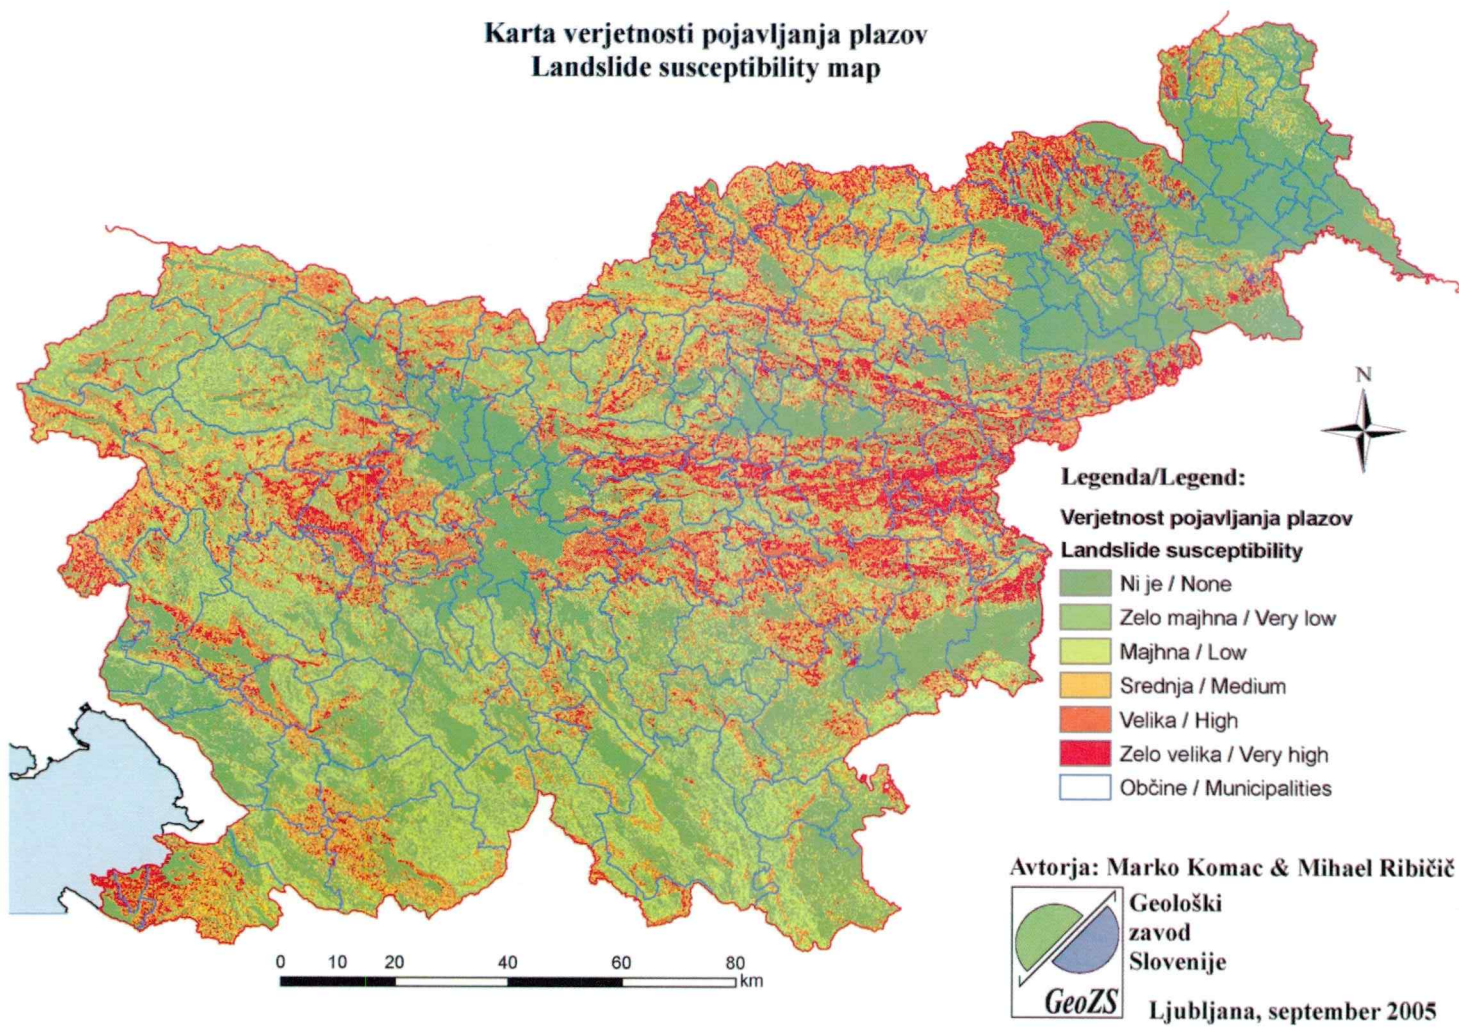 Karta verjetnosti pojavljanja plazov
Landslide susceptibility map
N
Legenda/Legend:
Verjetnost pojavljanja plazov
Landslide susceptibility
Ni je / None
Zelo majhna / Very low
Majhna / Low
Srednja / Medium
Velika / High
Zelo velika / Very high
Občine / Municipalities
Avtorja: Marko Komac & Mihael Ribičič
Geološki
zavod
Slovenije
GeoZS
Ljubljana, september 2005
0 10 20 40 60 80
km